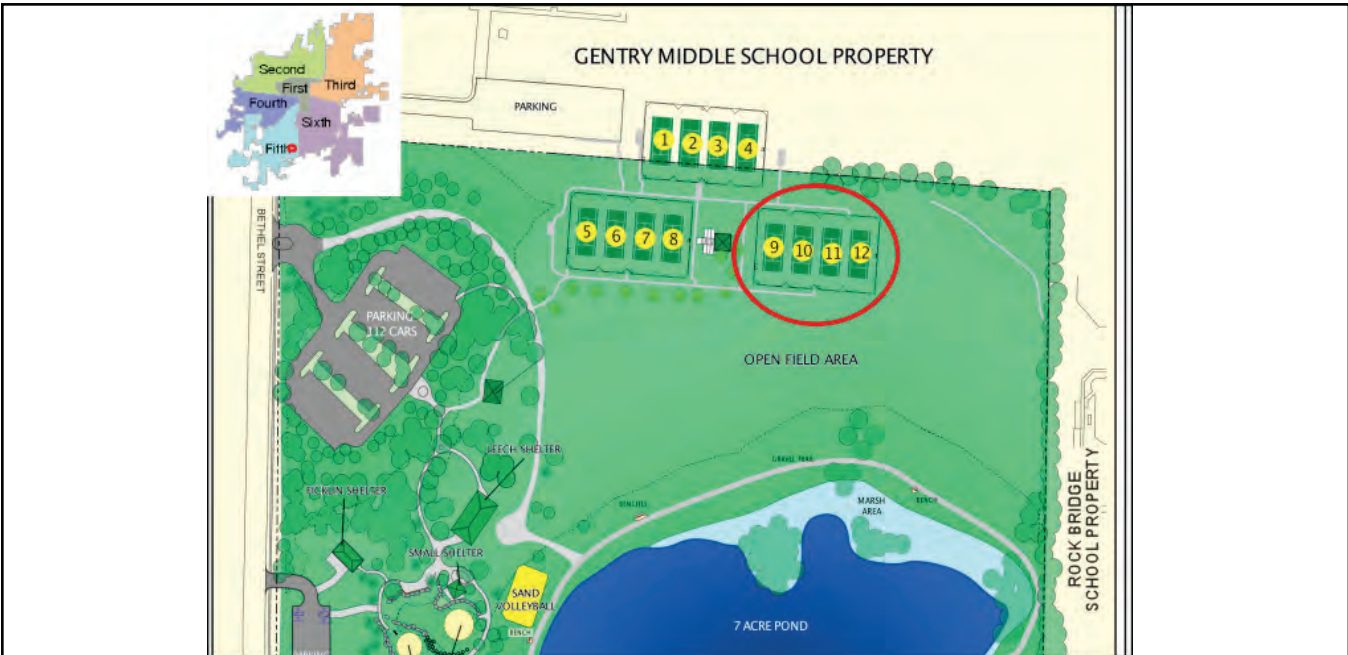 GENTRY MIDDLE SCHOOL PROPERTY
Second
First
Third
Fourth
Sixth
Fifth
PARKING
1
2
3
4
5
6
7
8
9
10
11
12
BETHEL STREET
PARKING
112 CARS
OPEN FIELD AREA
BEECH SHELTER
GRAVEL PATH
BENCH
MARSH
AREA
ROCK BRIDGE
SCHOOL PROPERTY
SMALL SHELTER
SAND
VOLLEYBALL
BENCH
7 ACRE POND
PARKING